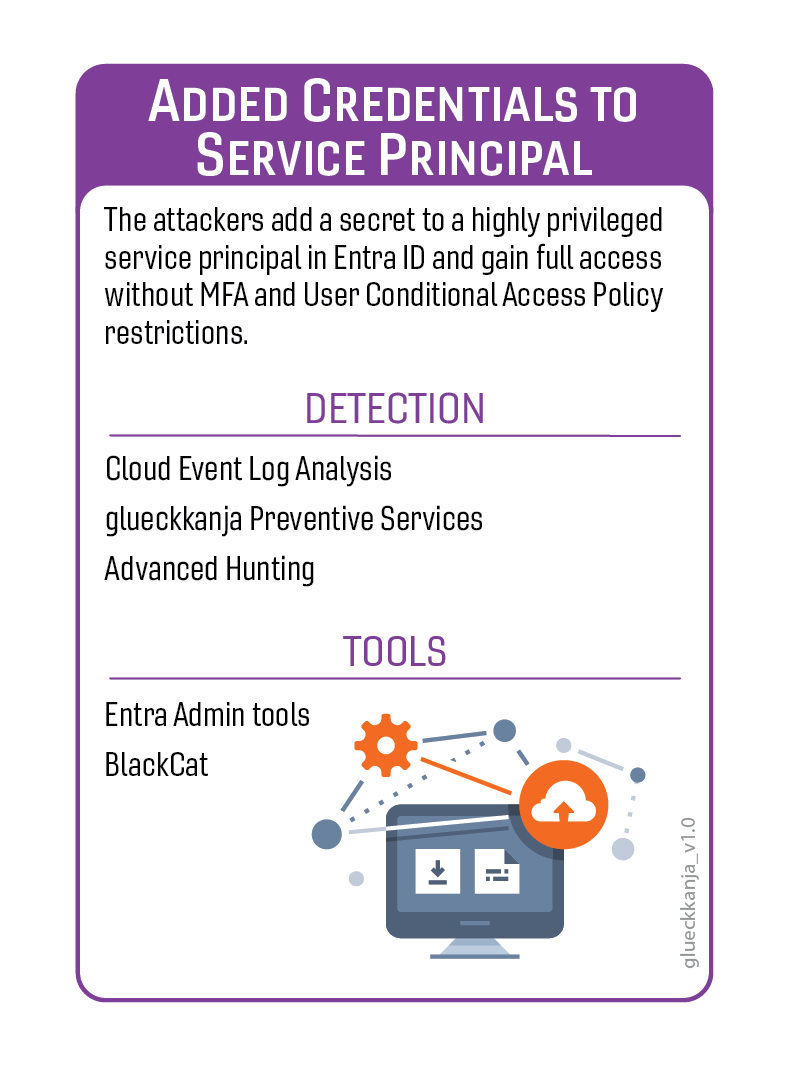 Added Credentials to
Service Principal
The attackers add a secret to a highly privileged
service principal in Entra ID and gain full access
without MFA and User Conditional Access Policy
restrictions.
DETECTION
Cloud Event Log Analysis
glueckkanja Preventive Services
Advanced Hunting
TOOLS
Entra Admin tools
BlackCat
glueckkanja_v1.0